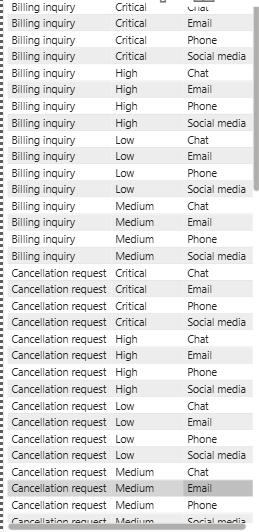 Billing inquiry Critical Chat
Billing inquiry Critical Email
Billing inquiry Critical Phone
Billing inquiry Critical Social media
Billing inquiry High Chat
Billing inquiry High Email
Billing inquiry High Phone
Billing inquiry High Social media
Billing inquiry Low Chat
Billing inquiry Low Email
Billing inquiry Low Phone
Billing inquiry Low Social media
Billing inquiry Medium Chat
Billing inquiry Medium Email
Billing inquiry Medium Phone
Billing inquiry Medium Social media
Cancellation request Critical Chat
Cancellation request Critical Email
Cancellation request Critical Phone
Cancellation request Critical Social media
Cancellation request High Chat
Cancellation request High Email
Cancellation request High Phone
Cancellation request High Social media
Cancellation request Low Chat
Cancellation request Low Email
Cancellation request Low Phone
Cancellation request Low Social media
Cancellation request Medium Chat
Cancellation request Medium Email
Cancellation request Medium Phone
Cancellation request Medium Social media